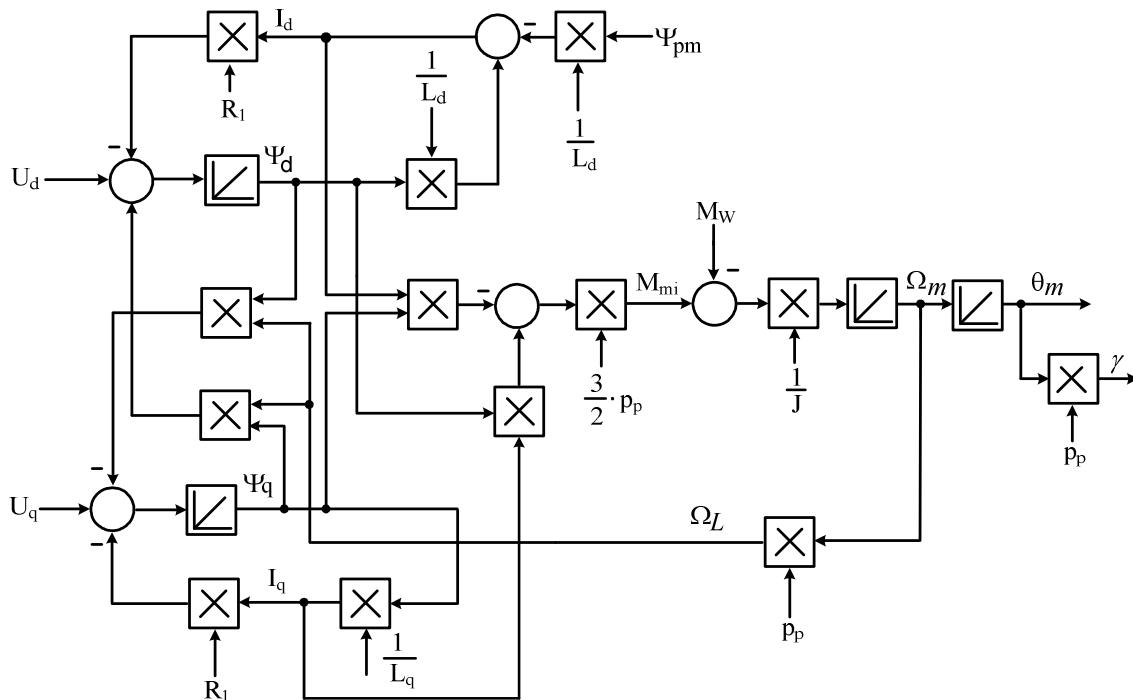 I_d
Ψ_pm
R_1
1/L_d
1/L_d
U_d
Ψ_d
M_W
M_mi
Ω_m
θ_m
3/2 · p_p
1/J
γ
p_p
U_q
Ψ_q
Ω_L
p_p
I_q
R_1
1/L_q